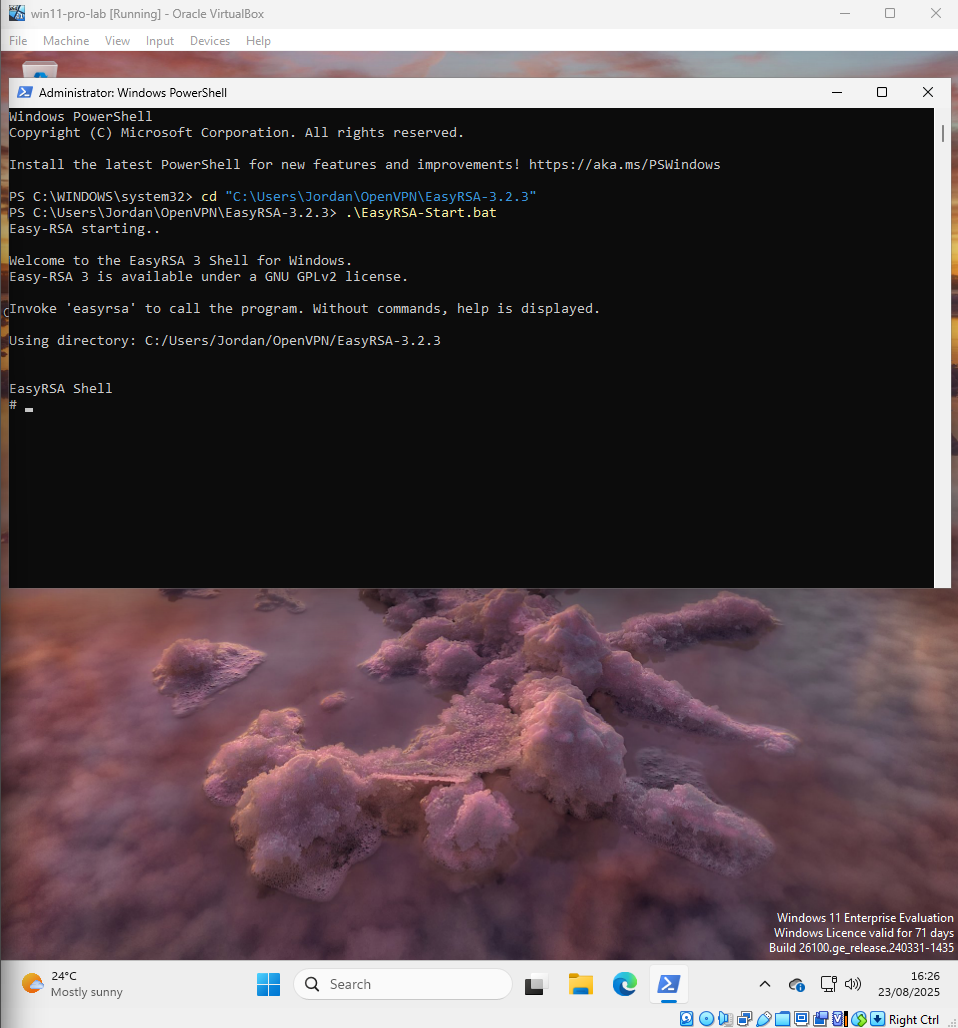 win11-pro-lab [Running] - Oracle VirtualBox
File Machine View Input Devices Help
Administrator: Windows PowerShell
Windows PowerShell
Copyright (C) Microsoft Corporation. All rights reserved.
Install the latest PowerShell for new features and improvements! https://aka.ms/PSWindows
PS C:\WINDOWS\system32> cd "C:\Users\Jordan\OpenVPN\EasyRSA-3.2.3"
PS C:\Users\Jordan\OpenVPN\EasyRSA-3.2.3> .\EasyRSA-Start.bat
Easy-RSA starting..
Welcome to the EasyRSA 3 Shell for Windows.
Easy-RSA 3 is available under a GNU GPLv2 license.
Invoke 'easyrsa' to call the program. Without commands, help is displayed.
Using directory: C:/Users/Jordan/OpenVPN/EasyRSA-3.2.3
EasyRSA Shell
#
Windows 11 Enterprise Evaluation
Windows Licence valid for 71 days
Build 26100.ge_release.240331-1435
24°C
Mostly sunny
Search
16:26
23/08/2025
Right Ctrl